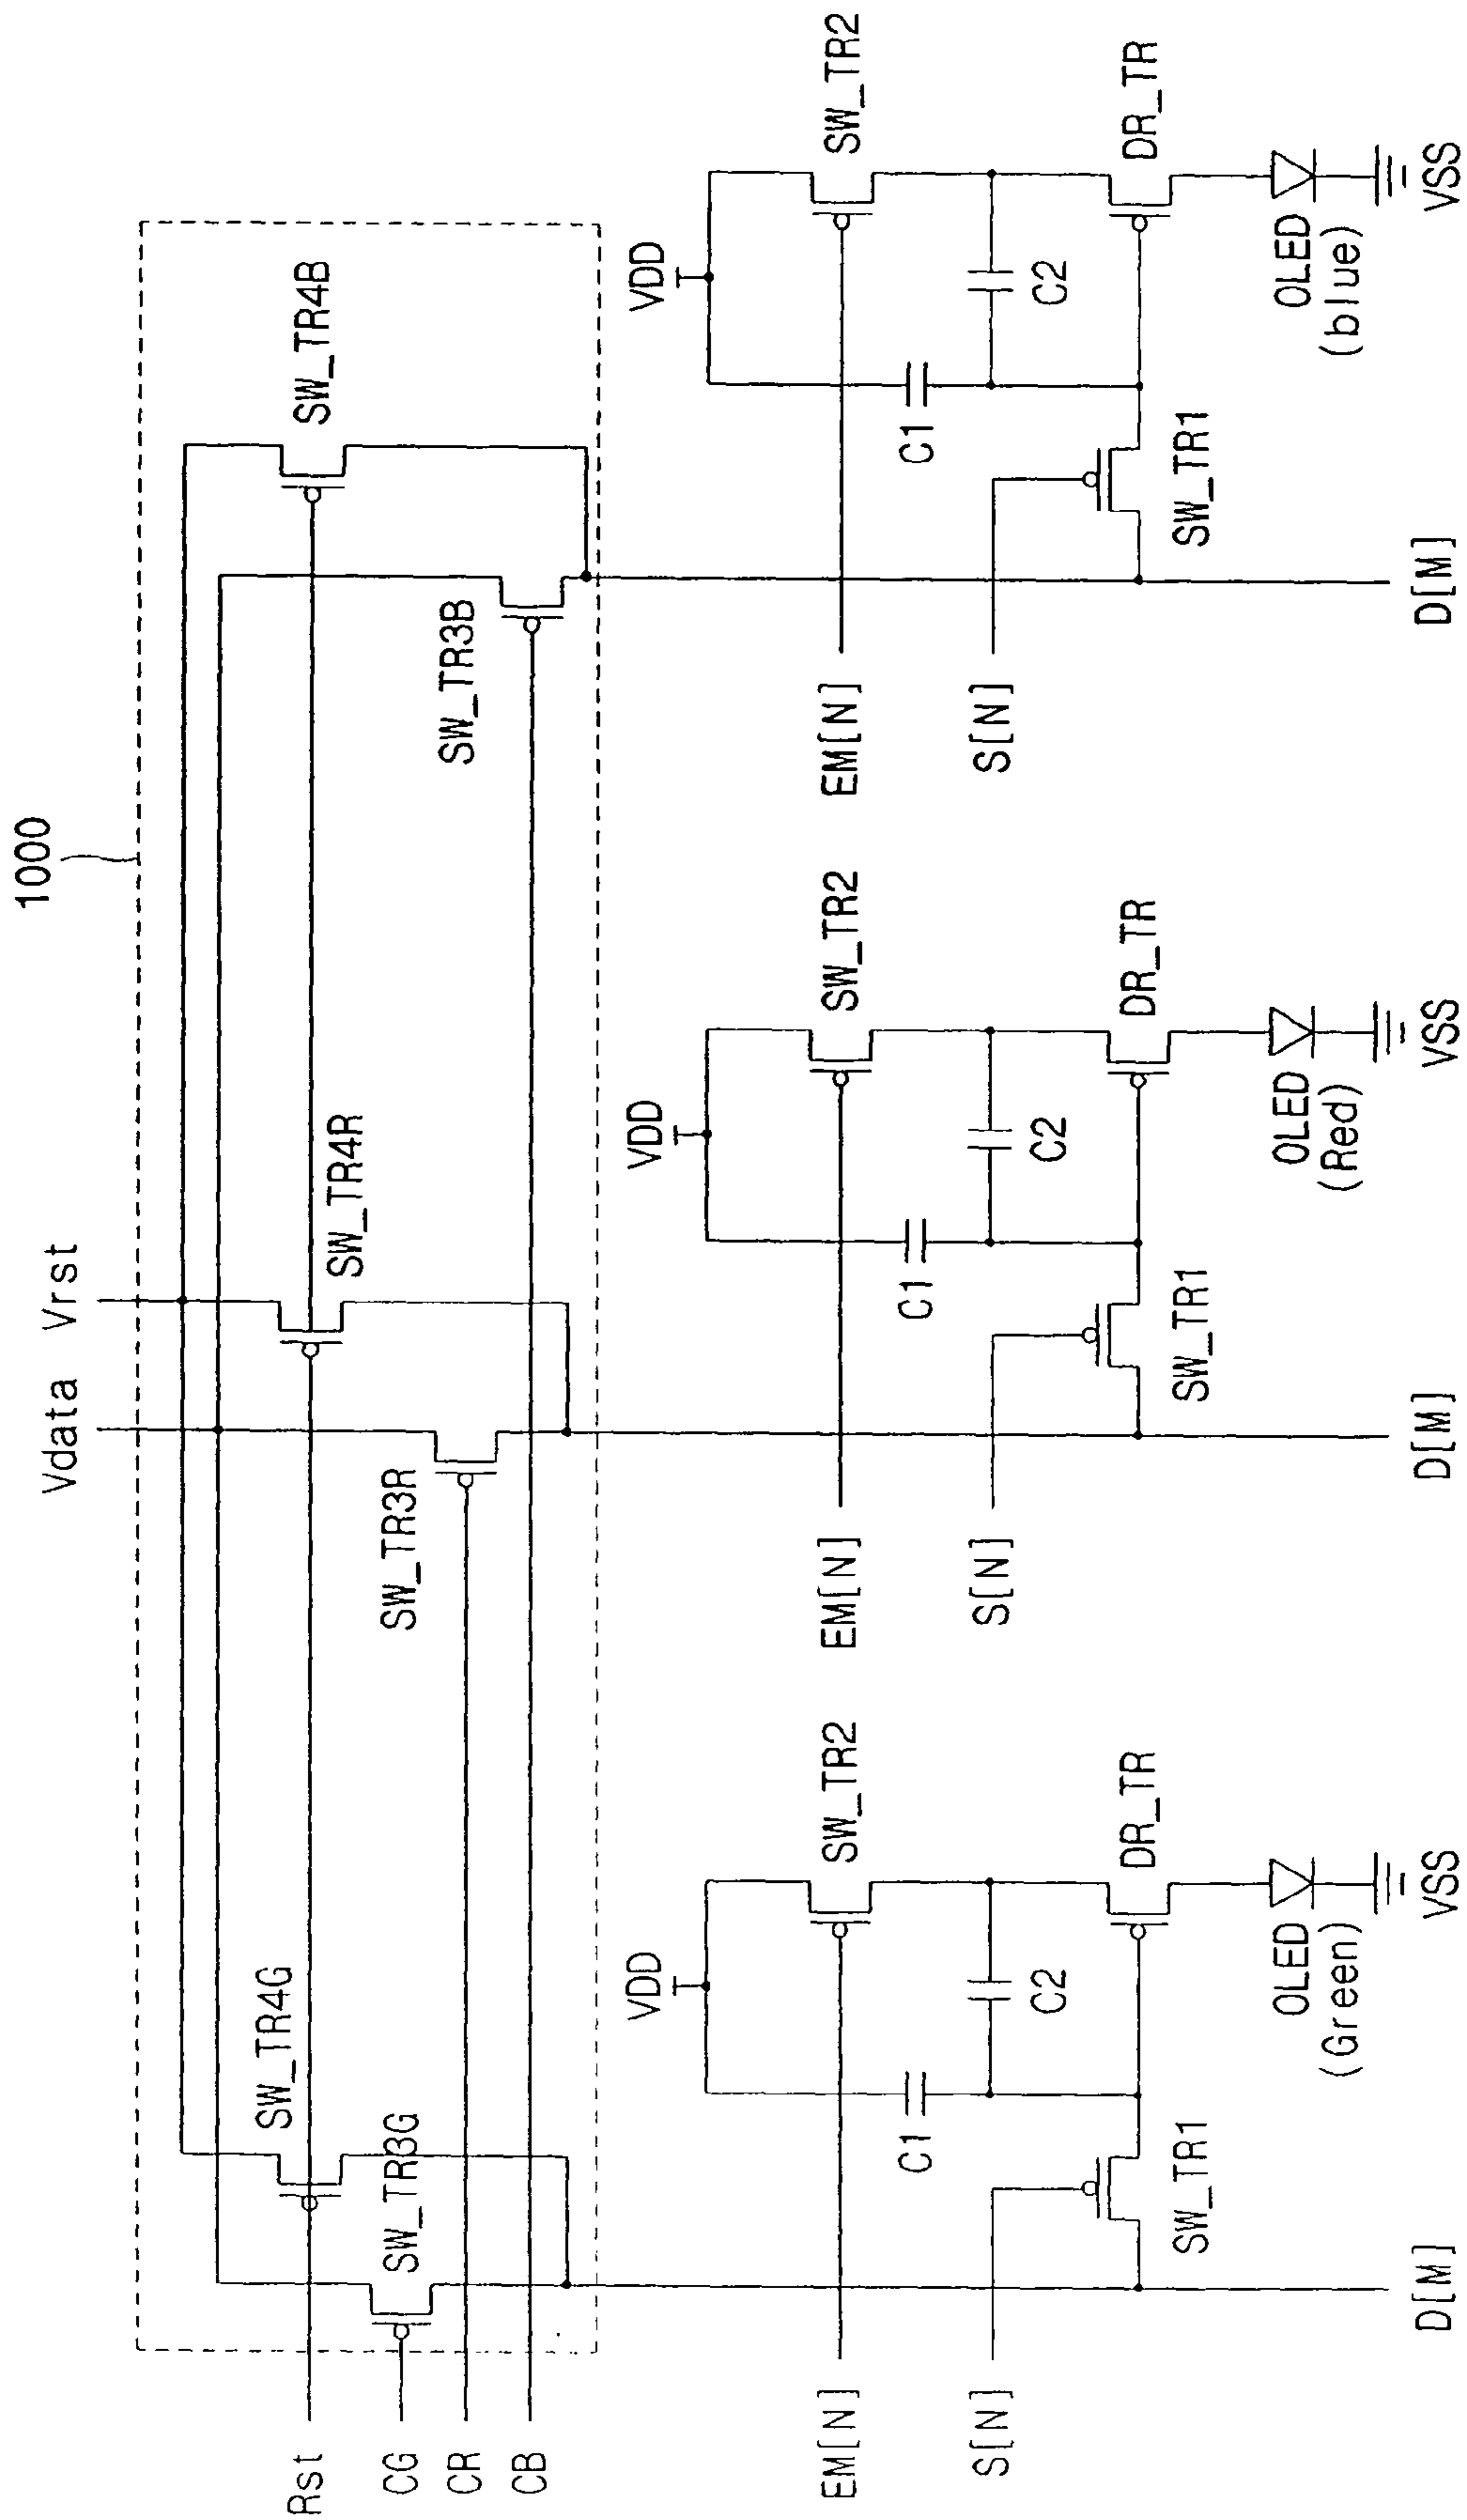 1000
Vdata
Vrst
SW_TR4G
SW_TR4R
SW_TR4B
Rst
SW_TR3G
SW_TR3R
SW_TR3B
CG
CR
CB
VDD
VDD
VDD
EM[N]
SW_TR2
EM[N]
SW_TR2
EM[N]
SW_TR2
C1
C1
C1
S[N]
C2
S[N]
C2
S[N]
C2
SW_TR1
DR_TR
SW_TR1
DR_TR
SW_TR1
DR_TR
OLED
(Green)
OLED
(Red)
OLED
(blue)
D[M]
VSS
D[M]
VSS
D[M]
VSS